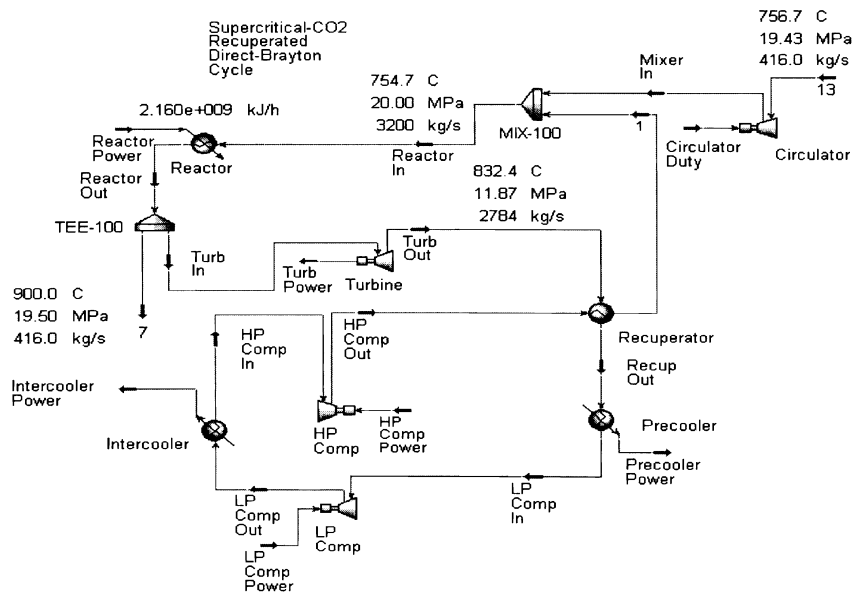 Supercritical-CO2
Recuperated
Direct-Brayton
Cycle
756.7 C
19.43 MPa
416.0 kg/s
13
Mixer
In
754.7 C
20.00 MPa
3200 kg/s
MIX-100
1
Circulator
Duty
Circulator
2.160e+009 kJ/h
Reactor
Power
Reactor
Reactor
In
Reactor
Out
832.4 C
11.87 MPa
2784 kg/s
TEE-100
Turb
In
Turb
Out
Turb
Power
Turbine
900.0 C
19.50 MPa
416.0 kg/s
7
HP
Comp
In
HP
Comp
Out
Recuperator
Recup
Out
Intercooler
Power
Intercooler
HP
Comp
HP
Comp
Power
Precooler
Precooler
Power
LP
Comp
Out
LP
Comp
In
LP
Comp
LP
Comp
Power